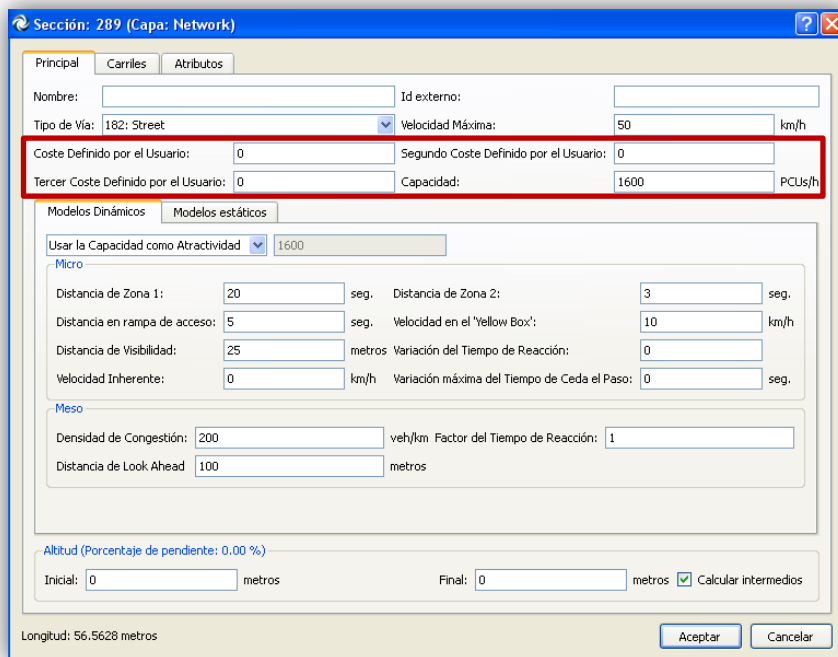 Sección: 289 (Capa: Network)
Principal Carriles Atributos
Nombre: Id externo:
Tipo de Vía: 182: Street Velocidad Máxima: 50 km/h
Coste Definido por el Usuario: 0 Segundo Coste Definido por el Usuario: 0
Tercer Coste Definido por el Usuario: 0 Capacidad: 1600 PCUs/h
Modelos Dinámicos Modelos estáticos
Usar la Capacidad como Atractividad 1600
Micro
Distancia de Zona 1: 20 seg. Distancia de Zona 2: 3 seg.
Distancia en rampa de acceso: 5 seg. Velocidad en el 'Yellow Box': 10 km/h
Distancia de Visibilidad: 25 metros Variación del Tiempo de Reacción: 0
Velocidad Inherente: 0 km/h Variación máxima del Tiempo de Ceda el Paso: 0 seg.
Meso
Densidad de Congestión: 200 veh/km Factor del Tiempo de Reacción: 1
Distancia de Look Ahead 100 metros
Altitud (Porcentaje de pendiente: 0.00 %)
Inicial: 0 metros Final: 0 metros Calcular intermedios
Longitud: 56.5628 metros Aceptar Cancelar